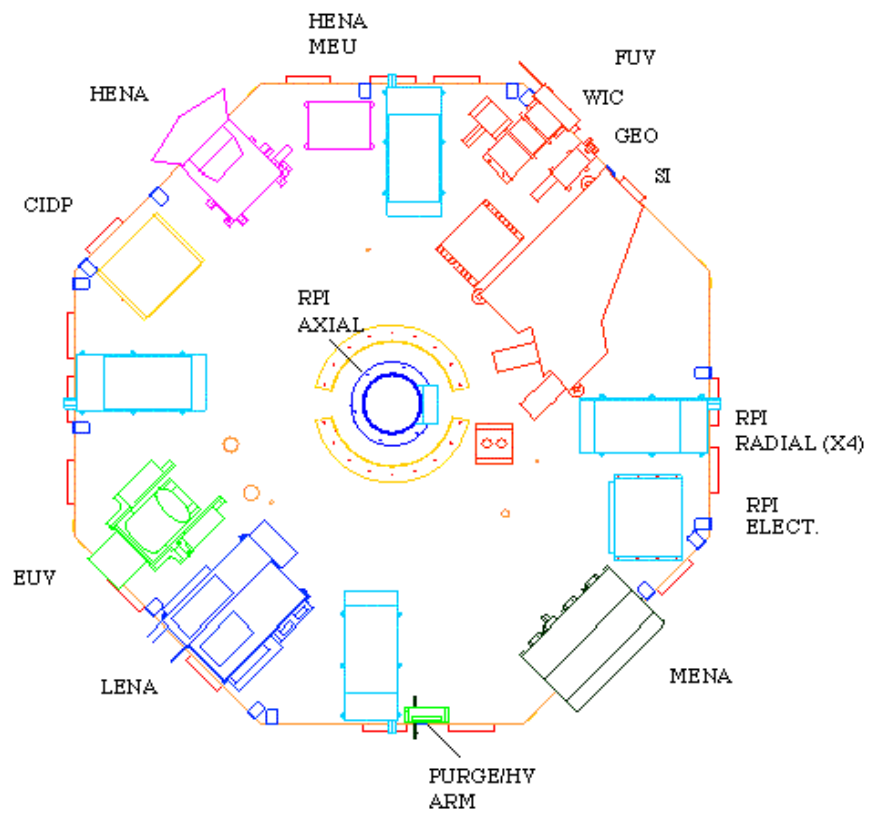 HENA
MEU
FUV
HENA
WIC
GEO
SI
CIDP
RPI
AXIAL
RPI
RADIAL (X4)
RPI
ELECT.
EUV
LENA
MENA
PURGE/HV
ARM